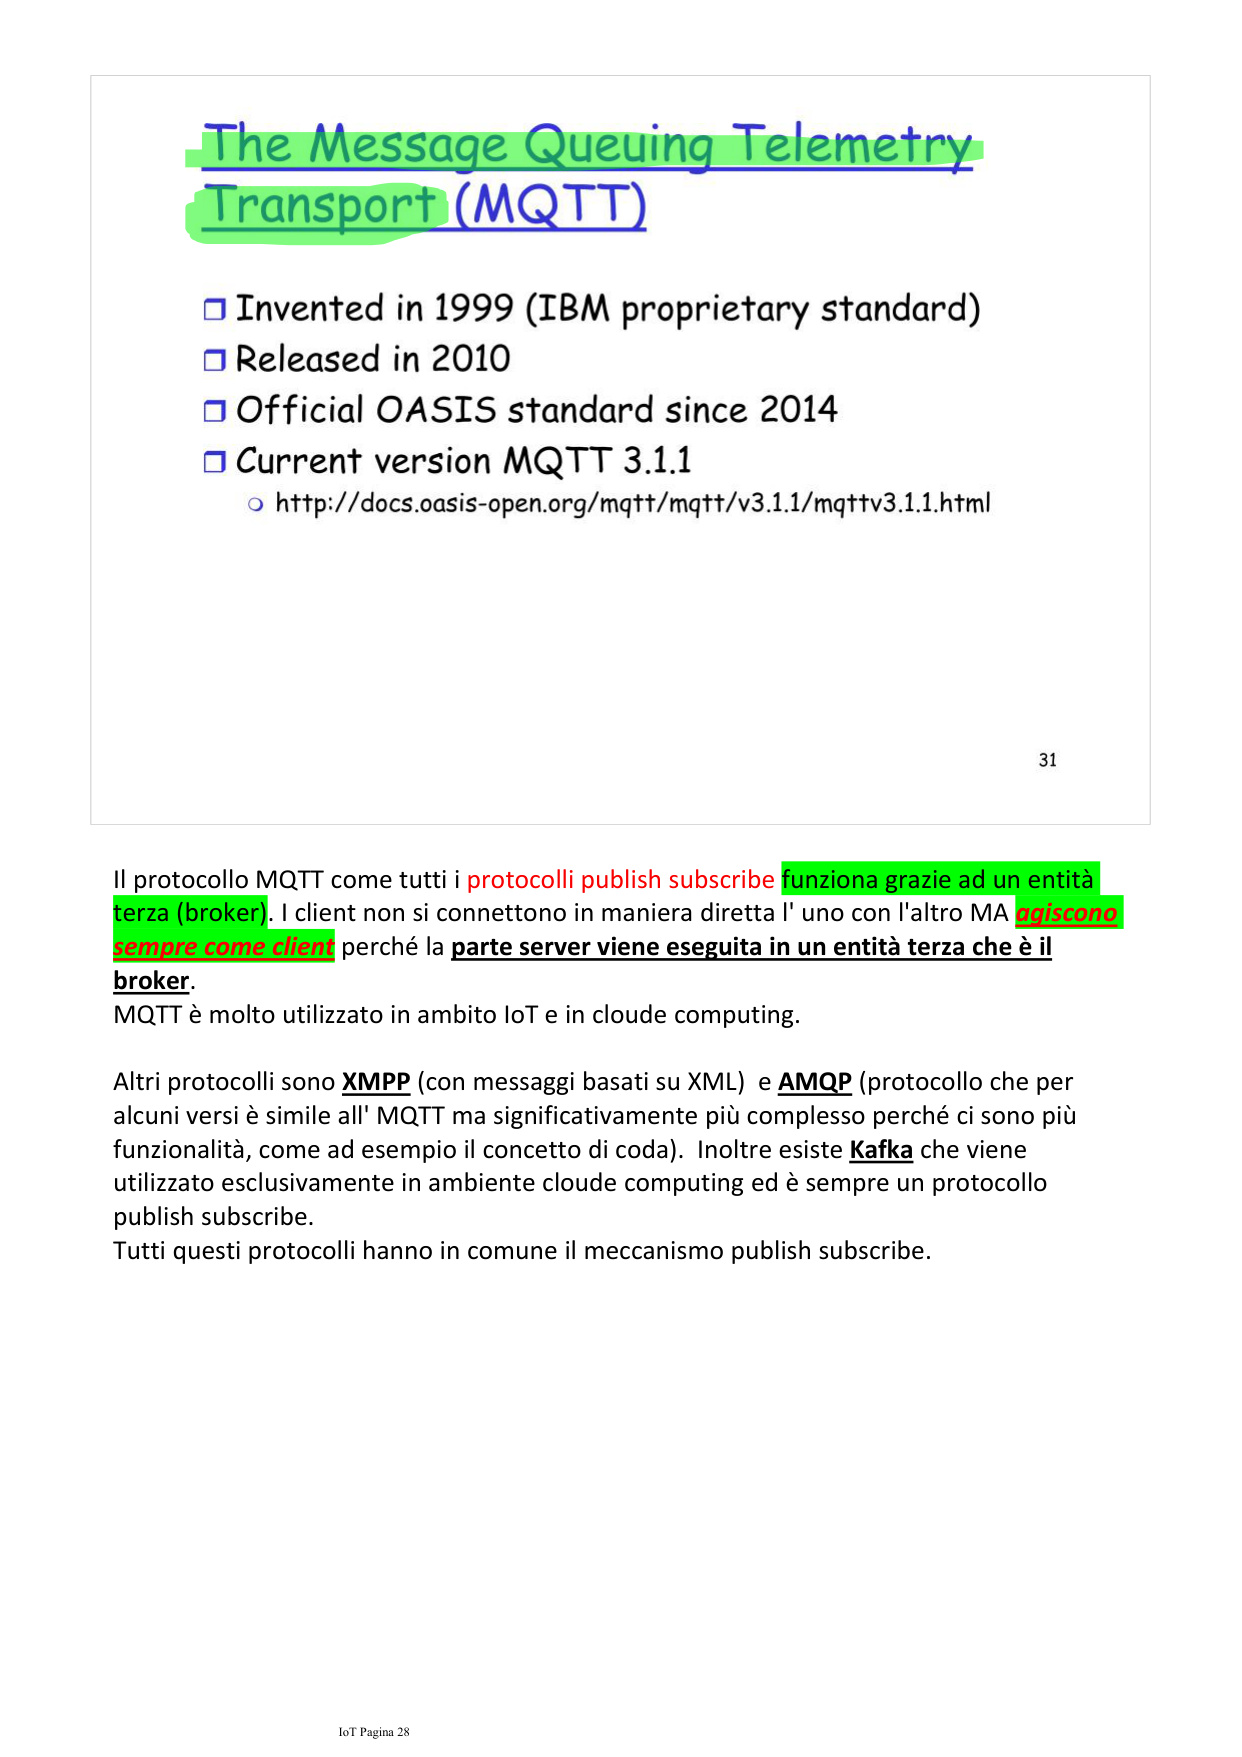 The Message Queuing Telemetry
Transport (MQTT)
Invented in 1999 (IBM proprietary standard)
Released in 2010
Official OASIS standard since 2014
Current version MQTT 3.1.1
http://docs.oasis-open.org/mqtt/mqtt/v3.1.1/mqttv3.1.1.html
31
Il protocollo MQTT come tutti i protocolli publish subscribe funziona grazie ad un entità
terza (broker). I client non si connettono in maniera diretta l' uno con l'altro MA agiscono
sempre come client perché la parte server viene eseguita in un entità terza che è il
broker.
MQTT è molto utilizzato in ambito IoT e in cloude computing.
Altri protocolli sono XMPP (con messaggi basati su XML)  e AMQP (protocollo che per
alcuni versi è simile all' MQTT ma significativamente più complesso perché ci sono più
funzionalità, come ad esempio il concetto di coda).  Inoltre esiste Kafka che viene
utilizzato esclusivamente in ambiente cloude computing ed è sempre un protocollo
publish subscribe.
Tutti questi protocolli hanno in comune il meccanismo publish subscribe.
IoT Pagina 28